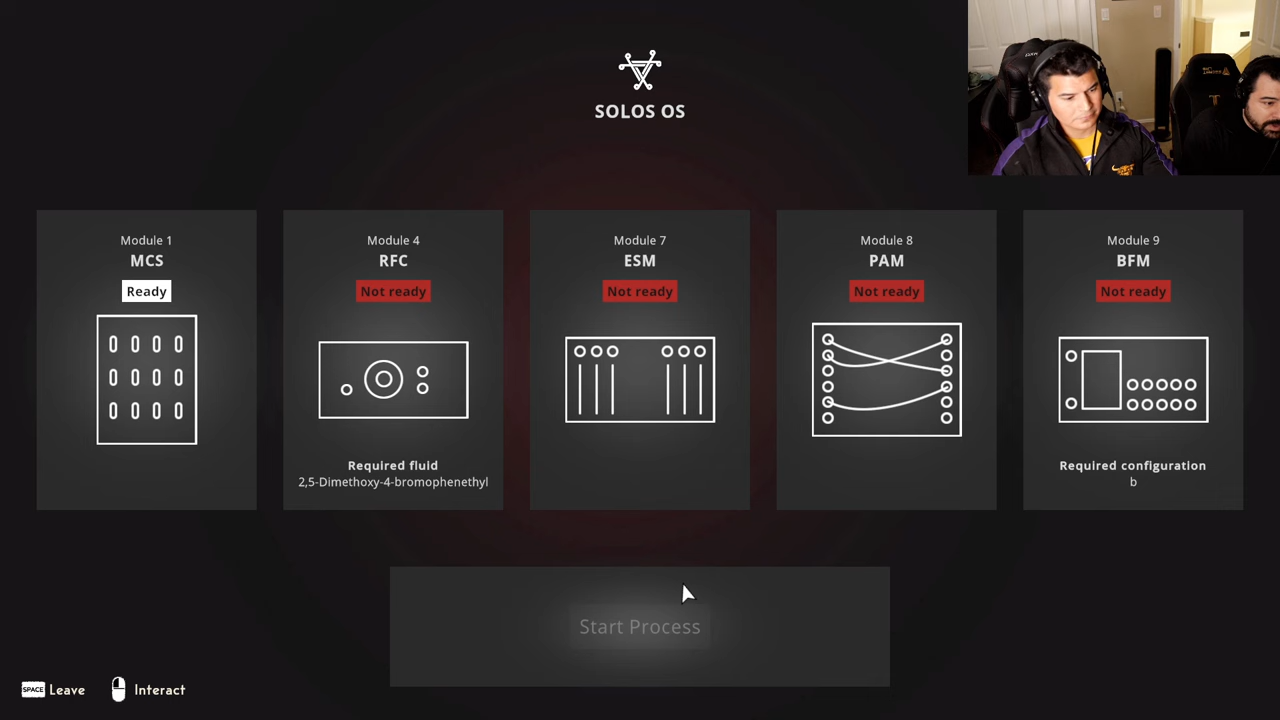 SOLOS OS
Module 1
MCS
Ready
Module 4
RFC
Not ready
Required fluid
2,5-Dimethoxy-4-bromophenethyl
Module 7
ESM
Not ready
Module 8
PAM
Not ready
Module 9
BFM
Not ready
Required configuration
b
Start Process
SPACE Leave
Interact